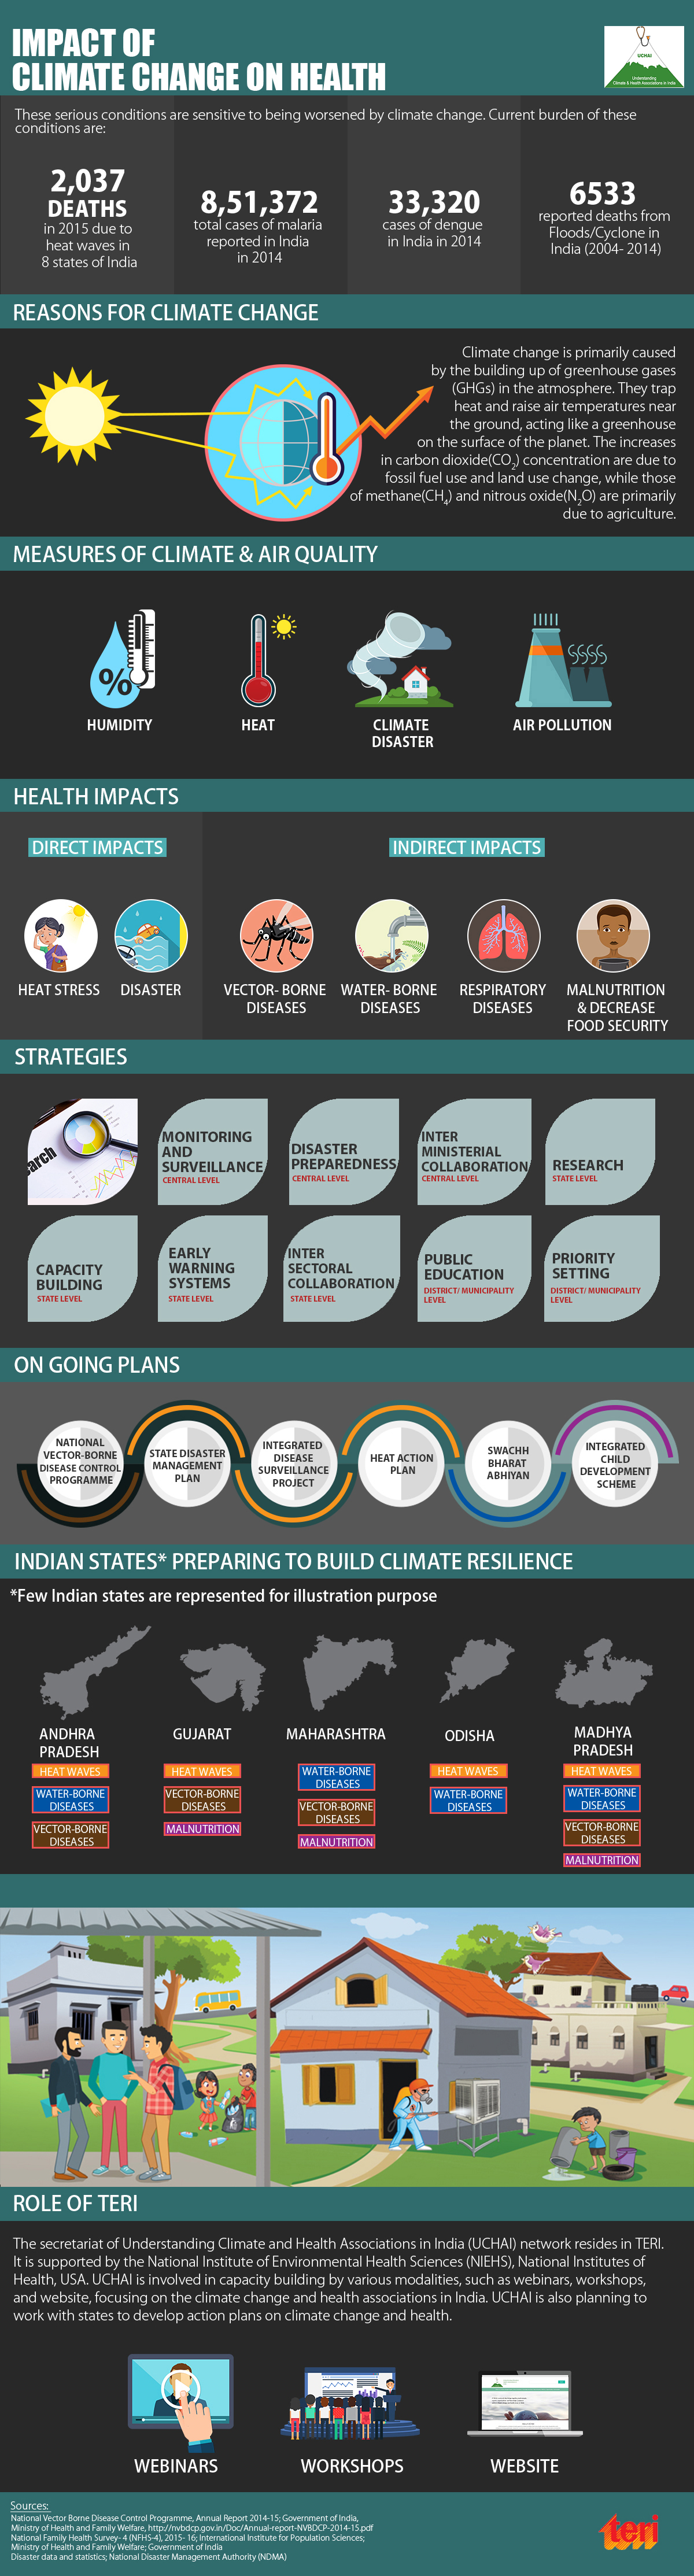 IMPACT OF
CLIMATE CHANGE ON HEALTH
UCHAI
Understanding
Climate & Health Associations in India
These serious conditions are sensitive to being worsened by climate change. Current burden of these
conditions are:
2,037
DEATHS
in 2015 due to
heat waves in
8 states of India
8,51,372
total cases of malaria
reported in India
in 2014
33,320
cases of dengue
in India in 2014
6533
reported deaths from
Floods/Cyclone in
India (2004- 2014)
REASONS FOR CLIMATE CHANGE
Climate change is primarily caused
by the building up of greenhouse gases
(GHGs) in the atmosphere. They trap
heat and raise air temperatures near
the ground, acting like a greenhouse
on the surface of the planet. The increases
in carbon dioxide(CO₂) concentration are due to
fossil fuel use and land use change, while those
of methane(CH₄) and nitrous oxide(N₂O) are primarily
due to agriculture.
MEASURES OF CLIMATE & AIR QUALITY
%
HUMIDITY
HEAT
CLIMATE
DISASTER
AIR POLLUTION
HEALTH IMPACTS
DIRECT IMPACTS
INDIRECT IMPACTS
HEAT STRESS
DISASTER
VECTOR- BORNE
DISEASES
WATER- BORNE
DISEASES
RESPIRATORY
DISEASES
MALNUTRITION
& DECREASE
FOOD SECURITY
STRATEGIES
arch
MONITORING
AND
SURVEILLANCE
CENTRAL LEVEL
DISASTER
PREPAREDNESS
CENTRAL LEVEL
INTER
MINISTERIAL
COLLABORATION
CENTRAL LEVEL
RESEARCH
STATE LEVEL
CAPACITY
BUILDING
STATE LEVEL
EARLY
WARNING
SYSTEMS
STATE LEVEL
INTER
SECTORAL
COLLABORATION
STATE LEVEL
PUBLIC
EDUCATION
DISTRICT/ MUNICIPALITY
LEVEL
PRIORITY
SETTING
DISTRICT/ MUNICIPALITY
LEVEL
ON GOING PLANS
NATIONAL
VECTOR-BORNE
DISEASE CONTROL
PROGRAMME
STATE DISASTER
MANAGEMENT
PLAN
INTEGRATED
DISEASE
SURVEILLANCE
PROJECT
HEAT ACTION
PLAN
SWACHH
BHARAT
ABHIYAN
INTEGRATED
CHILD
DEVELOPMENT
SCHEME
INDIAN STATES* PREPARING TO BUILD CLIMATE RESILIENCE
*Few Indian states are represented for illustration purpose
ANDHRA
PRADESH
HEAT WAVES
WATER-BORNE
DISEASES
VECTOR-BORNE
DISEASES
GUJARAT
HEAT WAVES
VECTOR-BORNE
DISEASES
MALNUTRITION
MAHARASHTRA
WATER-BORNE
DISEASES
VECTOR-BORNE
DISEASES
MALNUTRITION
ODISHA
HEAT WAVES
WATER-BORNE
DISEASES
MADHYA
PRADESH
HEAT WAVES
WATER-BORNE
DISEASES
VECTOR-BORNE
DISEASES
MALNUTRITION
ROLE OF TERI
The secretariat of Understanding Climate and Health Associations in India (UCHAI) network resides in TERI.
It is supported by the National Institute of Environmental Health Sciences (NIEHS), National Institutes of
Health, USA. UCHAI is involved in capacity building by various modalities, such as webinars, workshops,
and website, focusing on the climate change and health associations in India. UCHAI is also planning to
work with states to develop action plans on climate change and health.
WEBINARS
WORKSHOPS
WEBSITE
Sources:
National Vector Borne Disease Control Programme, Annual Report 2014-15; Government of India,
Ministry of Health and Family Welfare, http://nvbdcp.gov.in/Doc/Annual-report-NVBDCP-2014-15.pdf
National Family Health Survey- 4 (NFHS-4), 2015- 16; International Institute for Population Sciences;
Ministry of Health and Family Welfare; Government of India
Disaster data and statistics; National Disaster Management Authority (NDMA)
teri